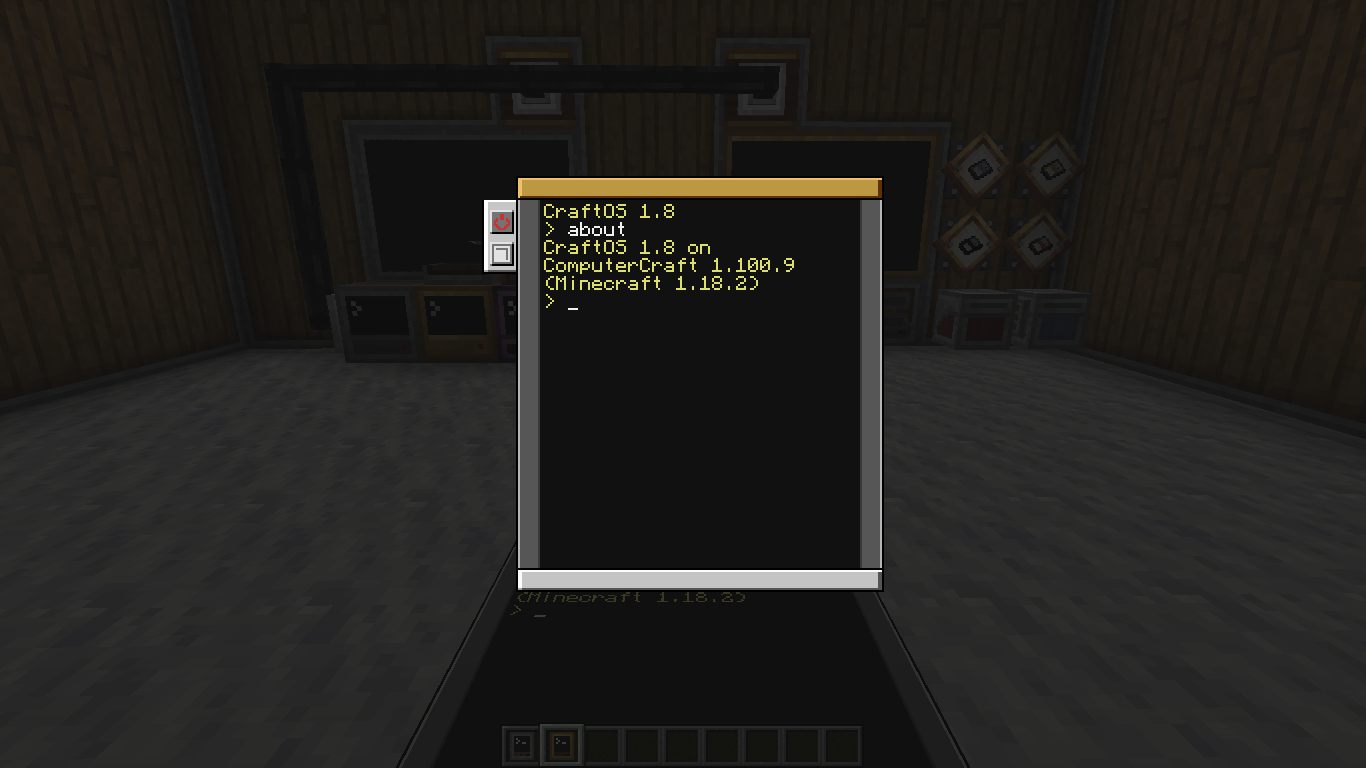 CraftOS 1.8
> about
CraftOS 1.8 on
ComputerCraft 1.100.9
(Minecraft 1.18.2)
> _
(Minecraft 1.18.2)
> _